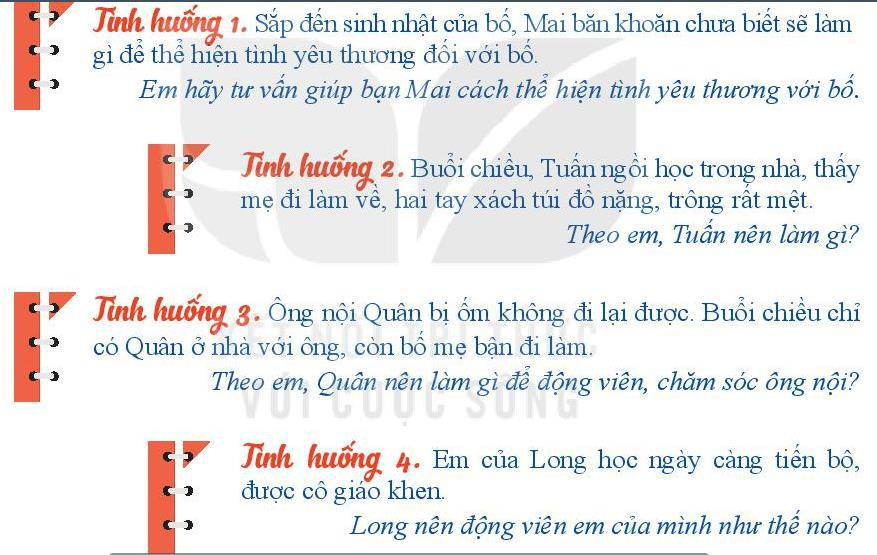 Tình huống 1. Sắp đến sinh nhật của bố, Mai băn khoăn chưa biết sẽ làm
gì để thể hiện tình yêu thương đối với bố.
Em hãy tư vấn giúp bạn Mai cách thể hiện tình yêu thương với bố.
Tình huống 2. Buổi chiều, Tuấn ngồi học trong nhà, thấy
mẹ đi làm về, hai tay xách túi đồ nặng, trông rất mệt.
Theo em, Tuấn nên làm gì?
Tình huống 3. Ông nội Quân bị ốm không đi lại được. Buổi chiều chỉ
có Quân ở nhà với ông, còn bố mẹ bận đi làm.
Theo em, Quân nên làm gì để động viên, chăm sóc ông nội?
Tình huống 4. Em của Long học ngày càng tiến bộ,
được cô giáo khen.
Long nên động viên em của mình như thế nào?
KẾT NỐI TRI THỨC
VỚI CUỘC SỐNG